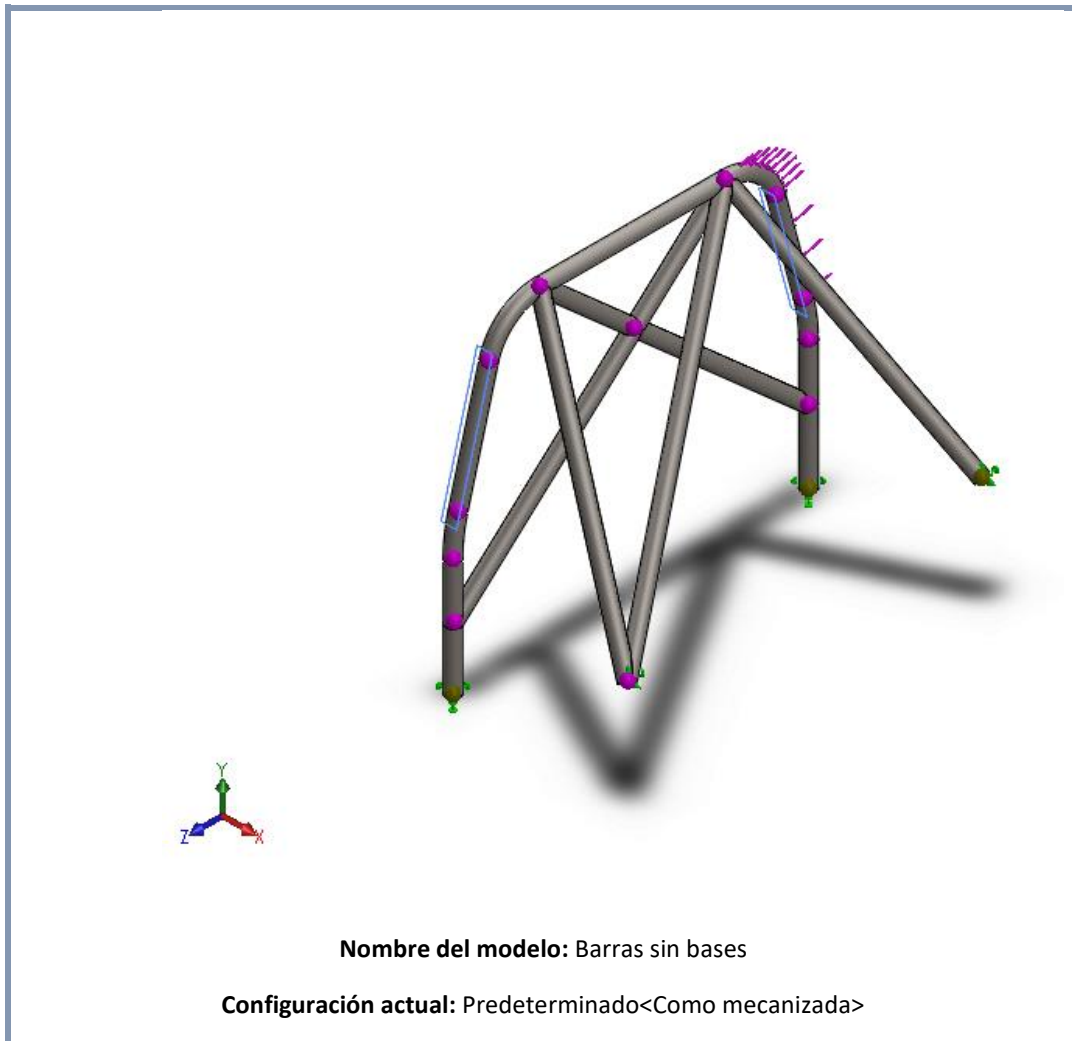 Y
Z
X
Nombre del modelo: Barras sin bases
Configuración actual: Predeterminado<Como mecanizada>